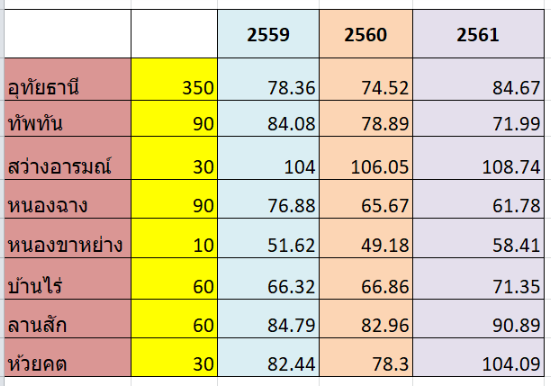 2559 2560 2561
อุทัยธานี 350 78.36 74.52 84.67
ทัพทัน 90 84.08 78.89 71.99
สว่างอารมณ์ 30 104 106.05 108.74
หนองฉาง 90 76.88 65.67 61.78
หนองขาหย่าง 10 51.62 49.18 58.41
บ้านไร่ 60 66.32 66.86 71.35
ลานสัก 60 84.79 82.96 90.89
ห้วยคต 30 82.44 78.3 104.09